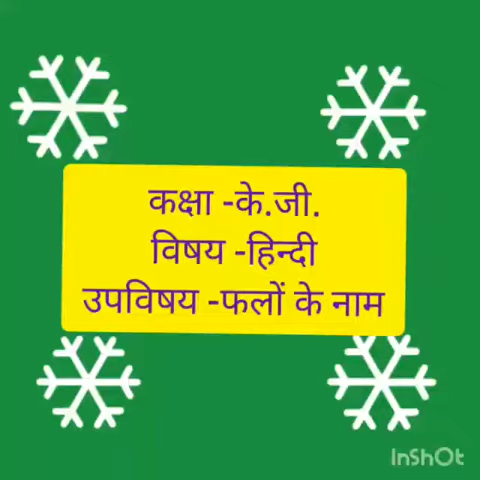 कक्षा -के.जी.
विषय -हिन्दी
उपविषय -फलों के नाम
InShOt